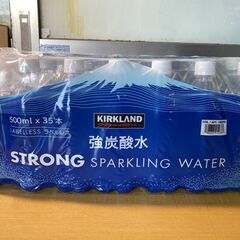 500ml x 35本
LABELLESS ラベルレス
KIRKLAND
Signature
強炭酸水
STRONG SPARKLING WATER